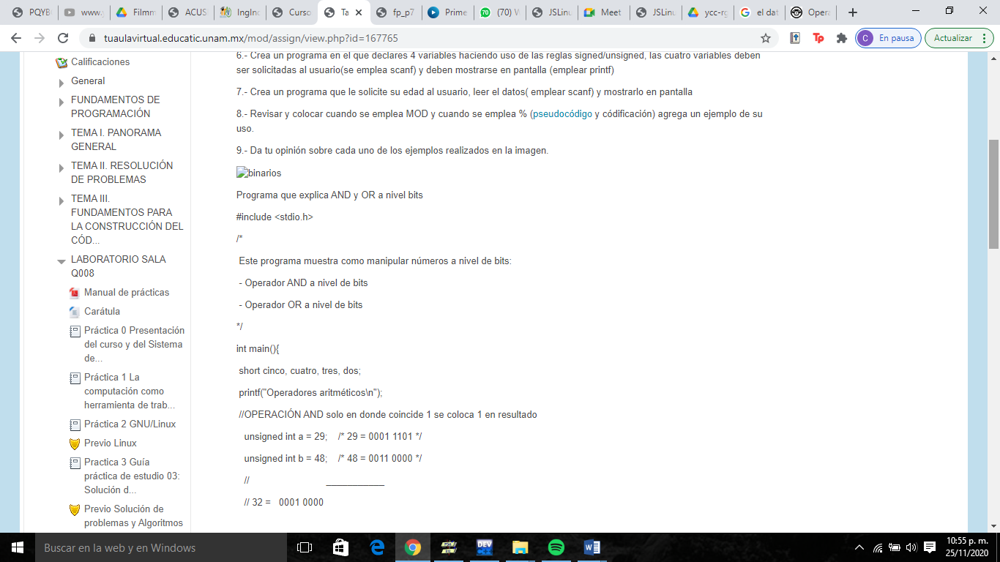 PQYB
www.y
Filmm
ACUS
IngInd
Curso
Ta
fp_p7
Prime
(70) W
JSLinu
Meet
JSLinu
ycc-rg
el dat
Opera
tuaulavirtual.educatic.unam.mx/mod/assign/view.php?id=167765
C En pausa
Actualizar
Calificaciones
General
FUNDAMENTOS DE
PROGRAMACIÓN
TEMA I. PANORAMA
GENERAL
TEMA II. RESOLUCIÓN
DE PROBLEMAS
TEMA III.
FUNDAMENTOS PARA
LA CONSTRUCCIÓN DEL
CÓD...
LABORATORIO SALA
Q008
Manual de prácticas
Carátula
Práctica 0 Presentación
del curso y del Sistema
de...
Práctica 1 La
computación como
herramienta de trab...
Práctica 2 GNU/Linux
Previo Linux
Practica 3 Guía
práctica de estudio 03:
Solución d...
Previo Solución de
problemas y Algoritmos
6.- Crea un programa en el que declares 4 variables haciendo uso de las reglas signed/unsigned, las cuatro variables deben
ser solicitadas al usuario(se emplea scanf) y deben mostrarse en pantalla (emplear printf)
7.- Crea un programa que le solicite su edad al usuario, leer el datos( emplear scanf) y mostrarlo en pantalla
8.- Revisar y colocar cuando se emplea MOD y cuando se emplea % (pseudocódigo y códificación) agrega un ejemplo de su
uso.
9.- Da tu opinión sobre cada uno de los ejemplos realizados en la imagen.
binarios
Programa que explica AND y OR a nivel bits
#include <stdio.h>
/*
Este programa muestra como manipular números a nivel de bits:
- Operador AND a nivel de bits
- Operador OR a nivel de bits
*/
int main(){
short cinco, cuatro, tres, dos;
printf("Operadores aritméticos\n");
//OPERACIÓN AND solo en donde coincide 1 se coloca 1 en resultado
unsigned int a = 29; /* 29 = 0001 1101 */
unsigned int b = 48; /* 48 = 0011 0000 */
// ___________
// 32 = 0001 0000
Buscar en la web y en Windows
DEV
10:55 p. m.
25/11/2020